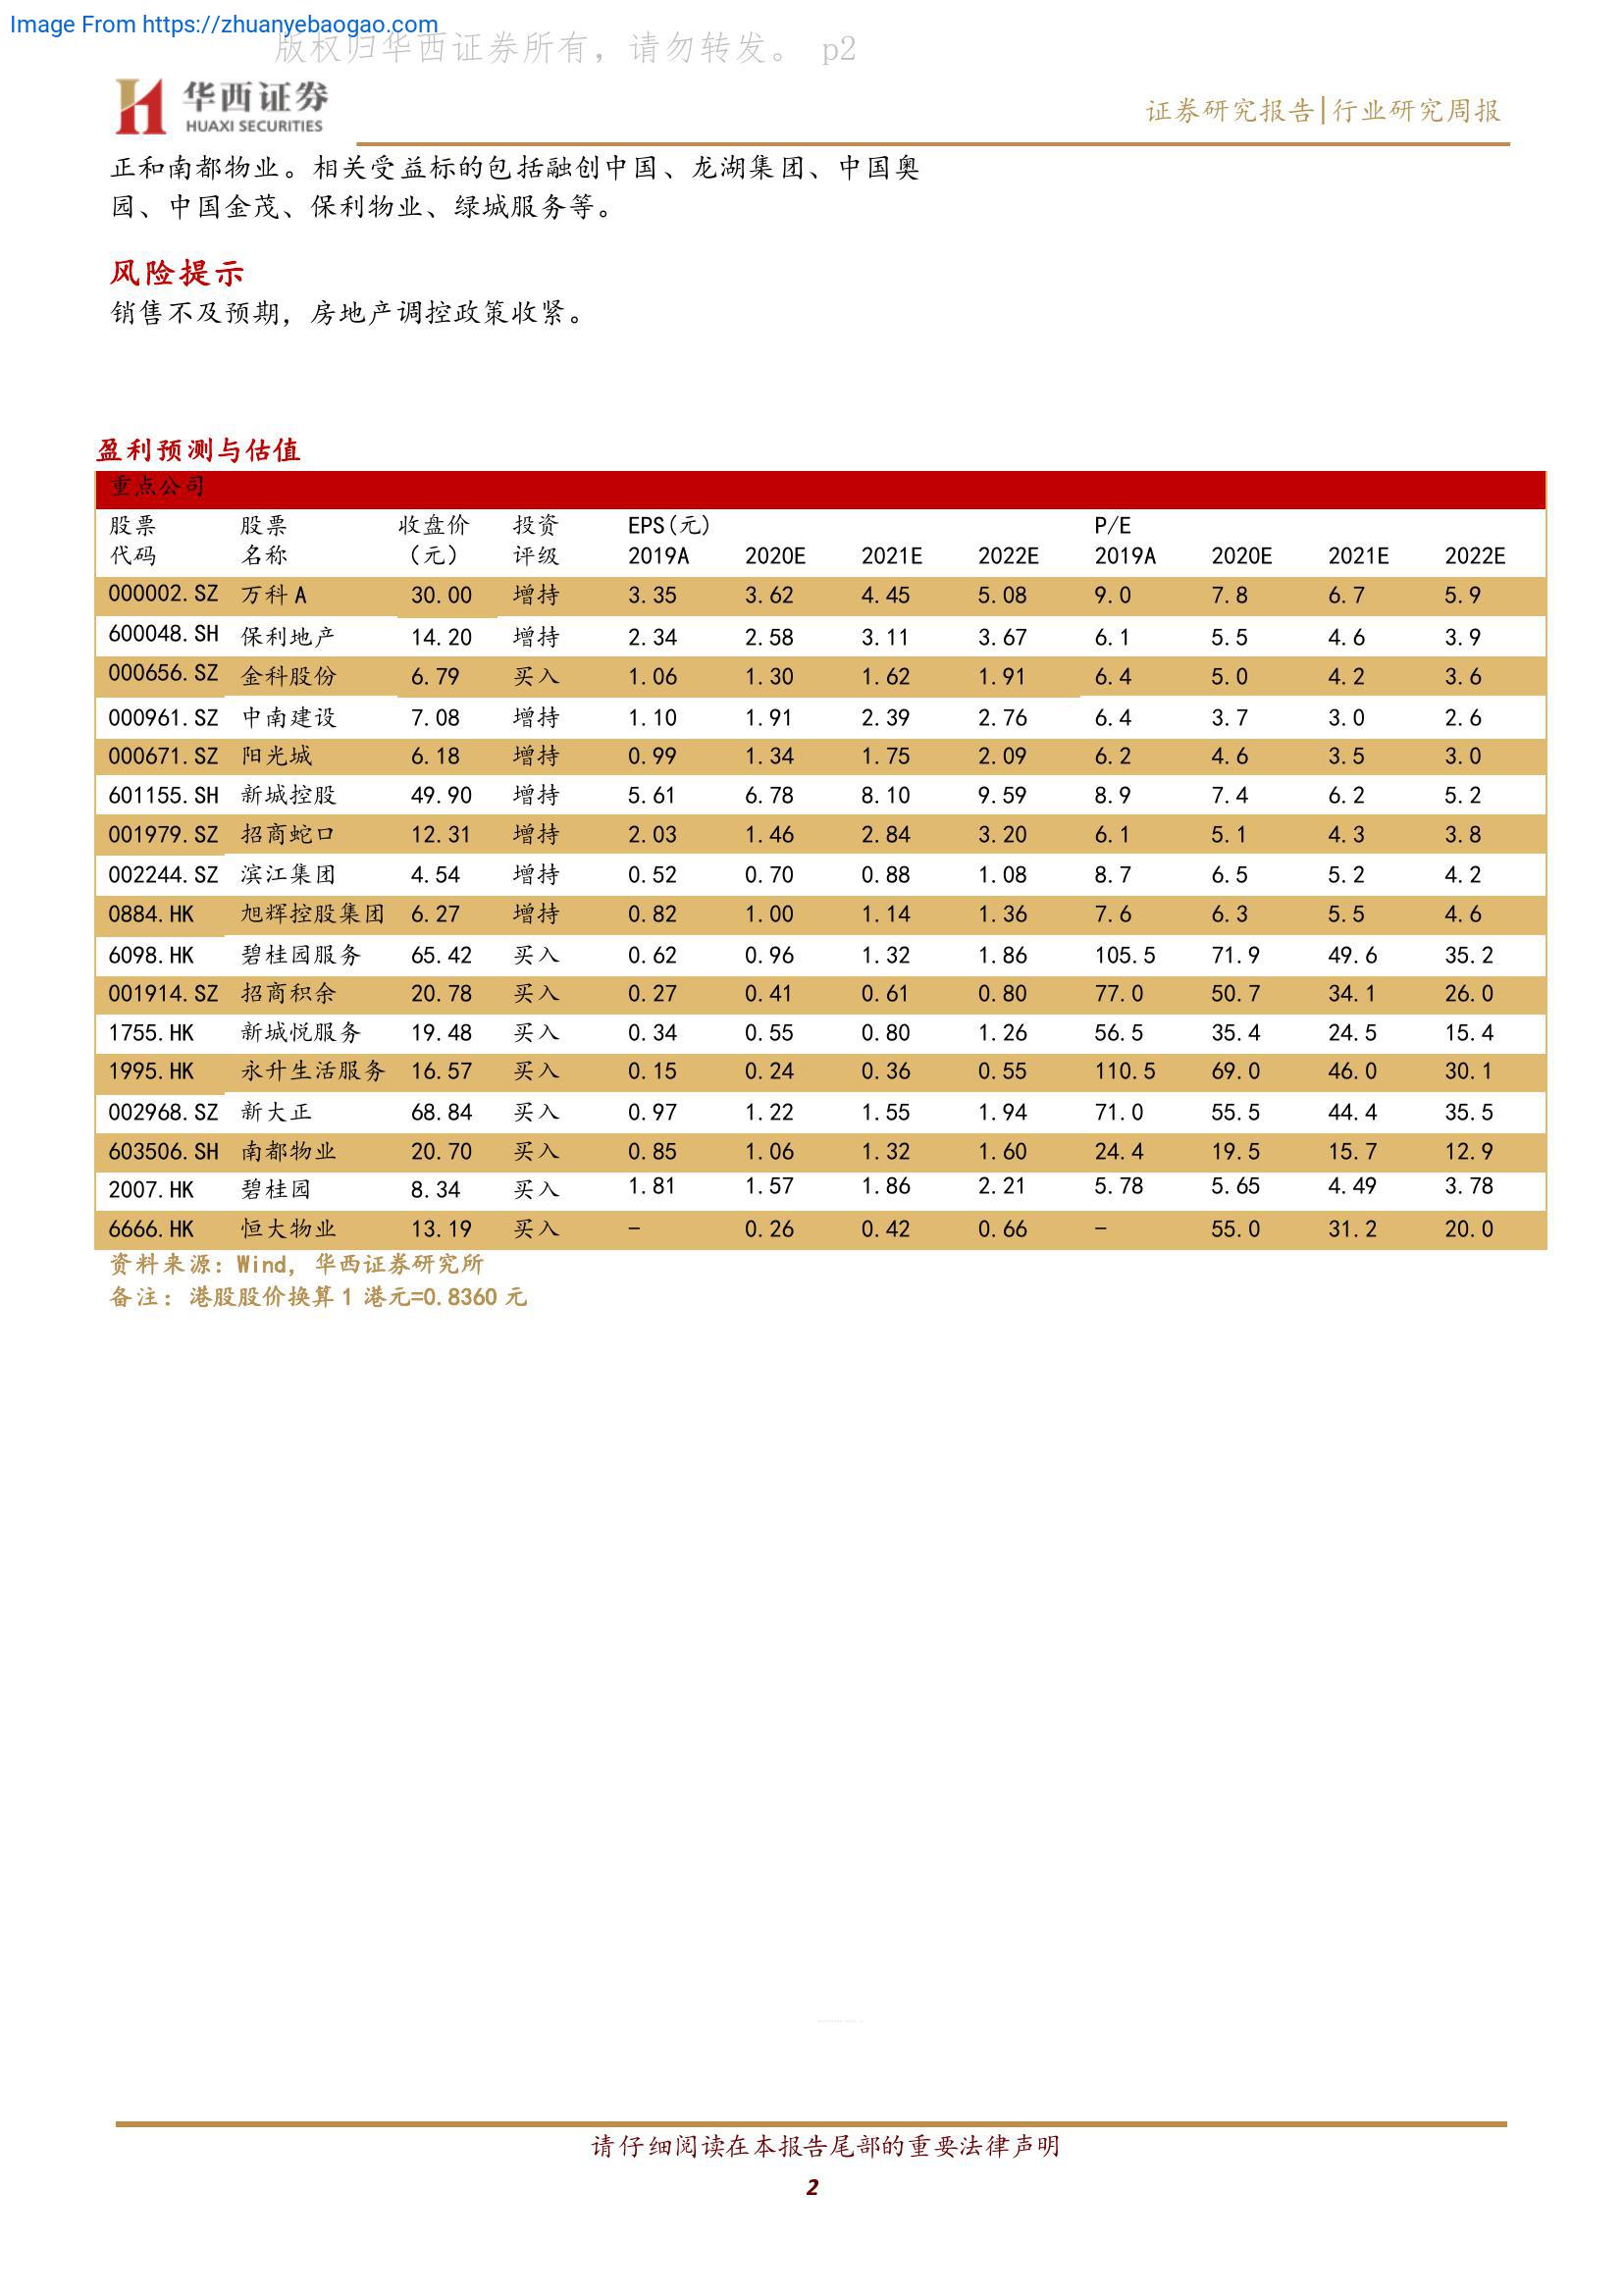 Image From https://zhuanyebaogao.com
版权归华西证券所有，请勿转发。 p2
华西证券
HUAXI SECURITIES
证券研究报告|行业研究周报
正和南都物业。相关受益标的包括融创中国、龙湖集团、中国奥
园、中国金茂、保利物业、绿城服务等。
风险提示
销售不及预期，房地产调控政策收紧。
盈利预测与估值
重点公司
股票 股票 收盘价 投资 EPS(元) P/E
代码 名称 （元） 评级 2019A 2020E 2021E 2022E 2019A 2020E 2021E 2022E
000002.SZ 万科A 30.00 增持 3.35 3.62 4.45 5.08 9.0 7.8 6.7 5.9
600048.SH 保利地产 14.20 增持 2.34 2.58 3.11 3.67 6.1 5.5 4.6 3.9
000656.SZ 金科股份 6.79 买入 1.06 1.30 1.62 1.91 6.4 5.0 4.2 3.6
000961.SZ 中南建设 7.08 增持 1.10 1.91 2.39 2.76 6.4 3.7 3.0 2.6
000671.SZ 阳光城 6.18 增持 0.99 1.34 1.75 2.09 6.2 4.6 3.5 3.0
601155.SH 新城控股 49.90 增持 5.61 6.78 8.10 9.59 8.9 7.4 6.2 5.2
001979.SZ 招商蛇口 12.31 增持 2.03 1.46 2.84 3.20 6.1 5.1 4.3 3.8
002244.SZ 滨江集团 4.54 增持 0.52 0.70 0.88 1.08 8.7 6.5 5.2 4.2
0884.HK 旭辉控股集团 6.27 增持 0.82 1.00 1.14 1.36 7.6 6.3 5.5 4.6
6098.HK 碧桂园服务 65.42 买入 0.62 0.96 1.32 1.86 105.5 71.9 49.6 35.2
001914.SZ 招商积余 20.78 买入 0.27 0.41 0.61 0.80 77.0 50.7 34.1 26.0
1755.HK 新城悦服务 19.48 买入 0.34 0.55 0.80 1.26 56.5 35.4 24.5 15.4
1995.HK 永升生活服务 16.57 买入 0.15 0.24 0.36 0.55 110.5 69.0 46.0 30.1
002968.SZ 新大正 68.84 买入 0.97 1.22 1.55 1.94 71.0 55.5 44.4 35.5
603506.SH 南都物业 20.70 买入 0.85 1.06 1.32 1.60 24.4 19.5 15.7 12.9
2007.HK 碧桂园 8.34 买入 1.81 1.57 1.86 2.21 5.78 5.65 4.49 3.78
6666.HK 恒大物业 13.19 买入 - 0.26 0.42 0.66 - 55.0 31.2 20.0
资料来源：Wind，华西证券研究所
备注：港股股价换算1 港元=0.8360 元
请仔细阅读在本报告尾部的重要法律声明
2